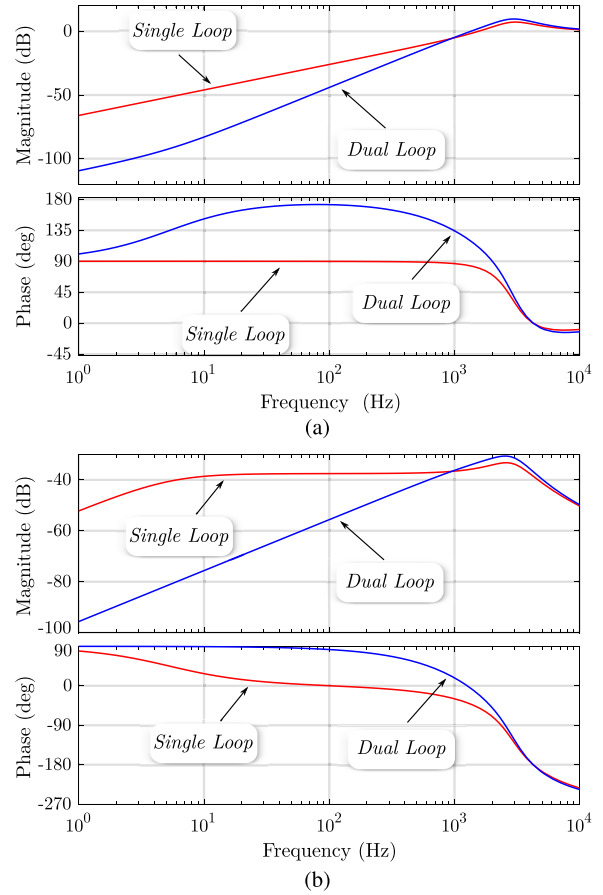 0
-50
-100
Magnitude (dB)
Single Loop
Dual Loop
180
135
90
45
0
-45
Phase (deg)
Dual Loop
Single Loop
10^0 10^1 10^2 10^3 10^4
Frequency (Hz)
(a)
-40
-60
-80
-100
Magnitude (dB)
Single Loop
Dual Loop
90
0
-90
-180
-270
Phase (deg)
Single Loop
Dual Loop
10^0 10^1 10^2 10^3 10^4
Frequency (Hz)
(b)